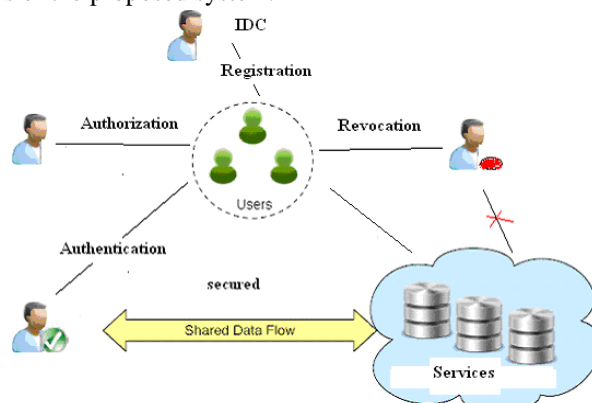 IDC
Registration
Authorization
Revocation
Users
Authentication
secured
Shared Data Flow
Services